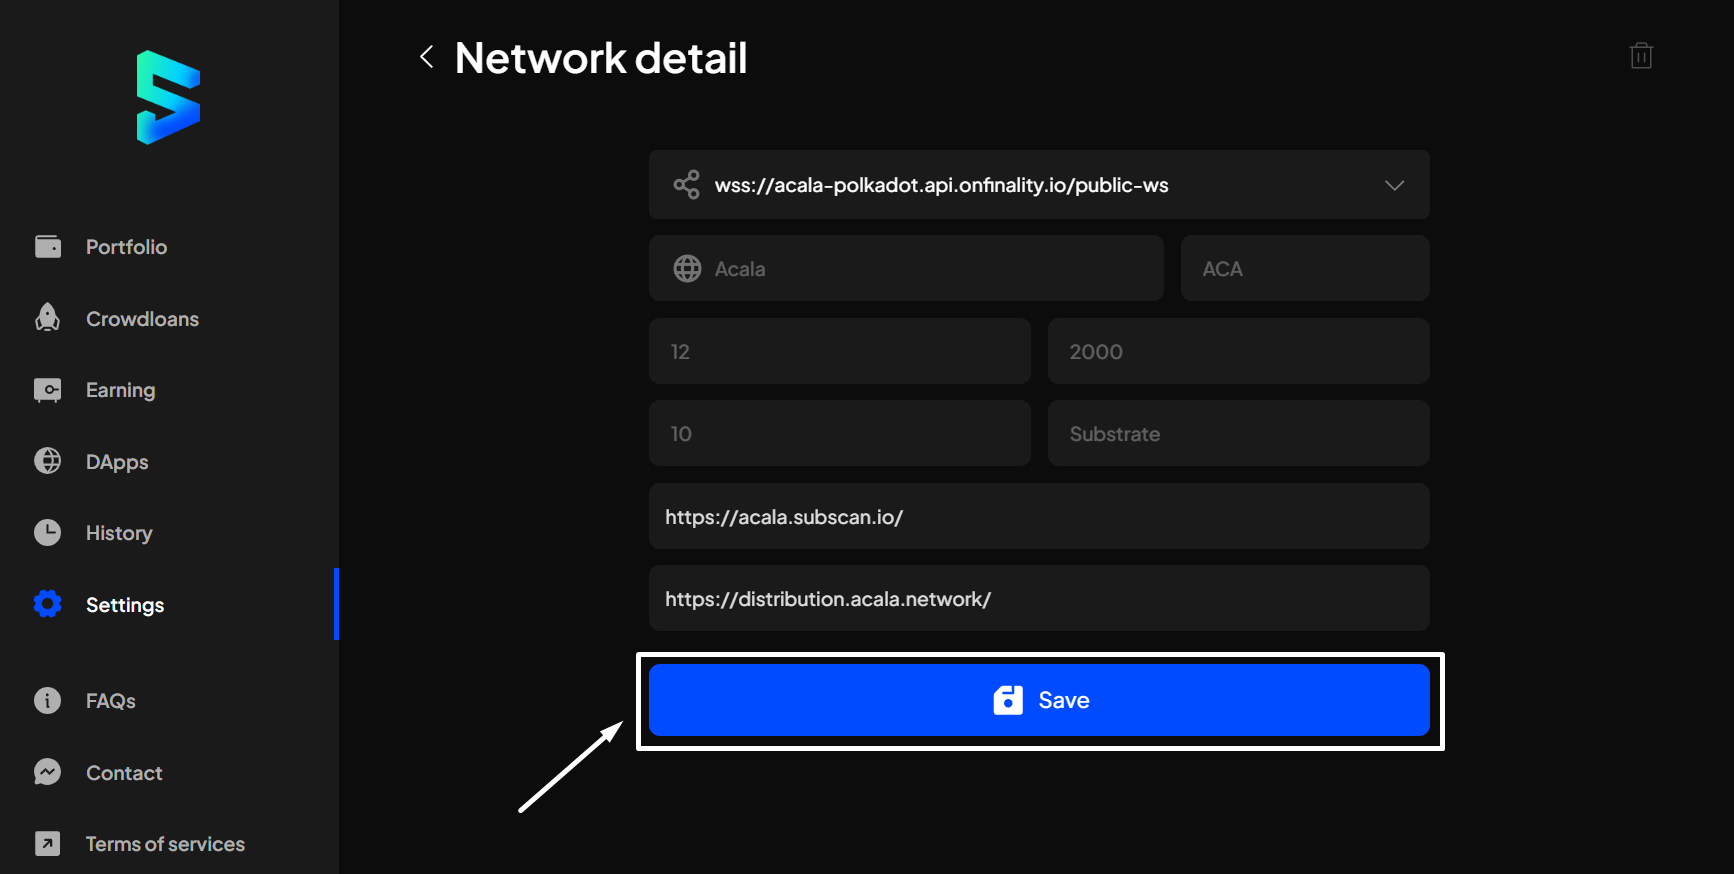 Network detail
Portfolio
Crowdloans
Earning
DApps
History
Settings
FAQs
Contact
Terms of services
wss://acala-polkadot.api.onfinality.io/public-ws
Acala
ACA
12
2000
10
Substrate
https://acala.subscan.io/
https://distribution.acala.network/
Save